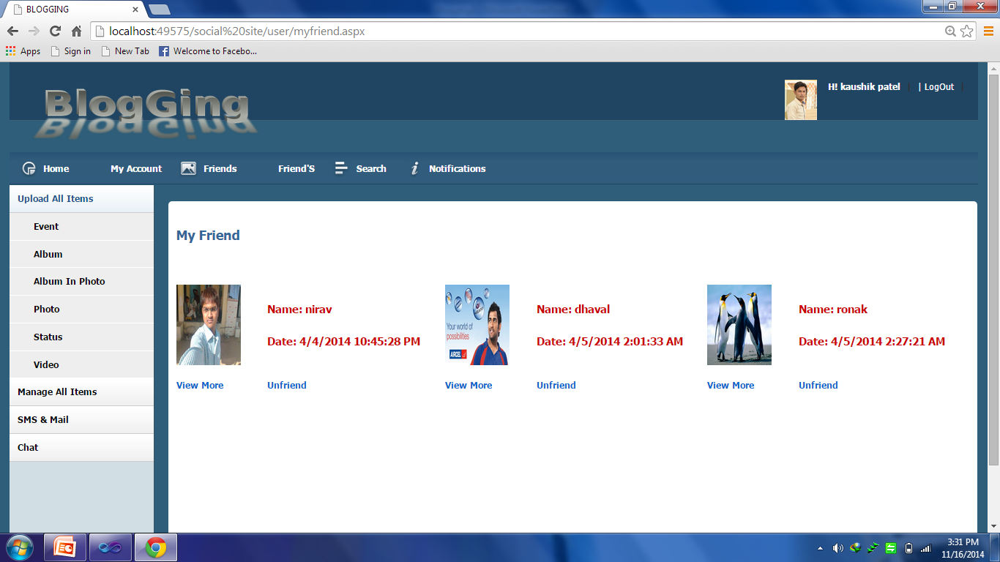 BLOGGING
localhost:49575/social%20site/user/myfriend.aspx
Apps Sign in New Tab Welcome to Facebo...
BlogGing
H! kaushik patel | | LogOut |
Home My Account Friends Friend'S Search Notifications
Upload All Items
Event
Album
Album In Photo
Photo
Status
Video
Manage All Items
SMS & Mail
Chat
My Friend
Name: nirav
Date: 4/4/2014 10:45:28 PM
View More Unfriend
Your world of
possibilities
AIRCEL
Name: dhaval
Date: 4/5/2014 2:01:33 AM
View More Unfriend
Name: ronak
Date: 4/5/2014 2:27:21 AM
View More Unfriend
3:31 PM
11/16/2014